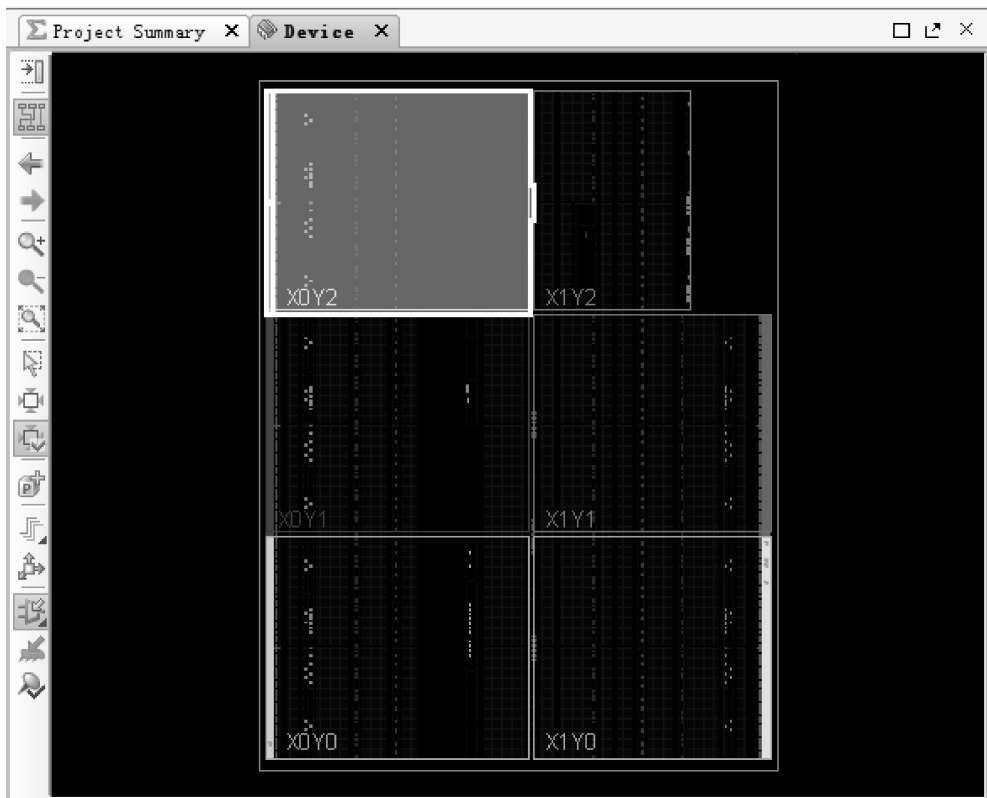 Project Summary
Device
X0Y2
X1Y2
X0Y1
X1Y1
X0Y0
X1Y0